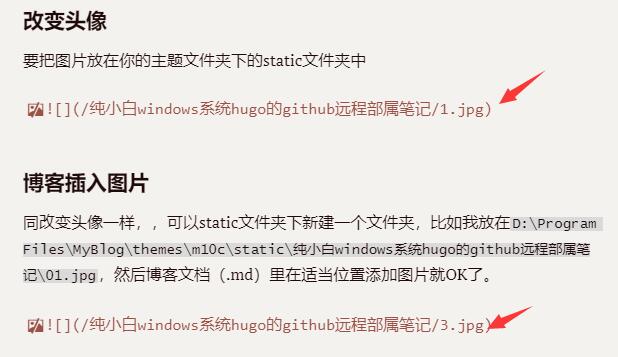 改变头像
要把图片放在你的主题文件夹下的static文件夹中
![](/纯小白windows系统hugo的github远程部属笔记/1.jpg)
博客插入图片
同改变头像一样，，可以static文件夹下新建一个文件夹，比如我放在D:\Program
Files\MyBlog\themes\m10c\static\纯小白windows系统hugo的github远程部属笔
记\01.jpg，然后博客文档（.md）里在适当位置添加图片就OK了。
![](/纯小白windows系统hugo的github远程部属笔记/3.jpg)